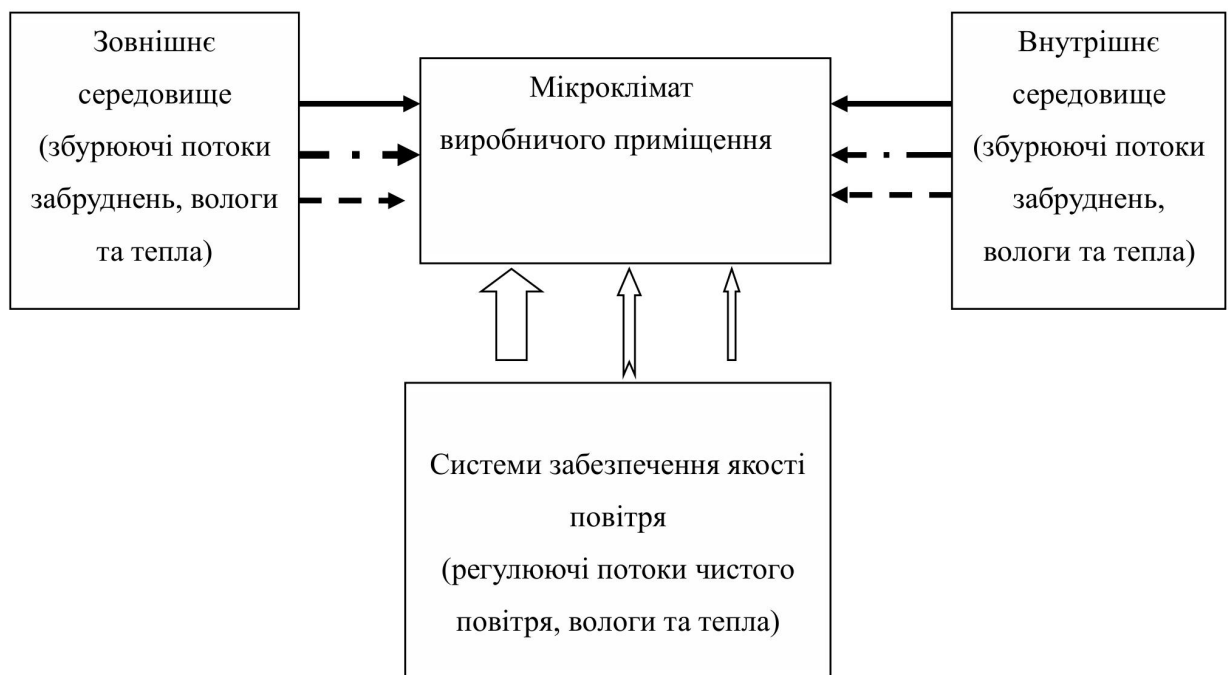 Зовнішнє
середовище
(збурюючі потоки
забруднень, вологи
та тепла)
Мікроклімат
виробничого приміщення
Внутрішнє
середовище
(збурюючі потоки
забруднень,
вологи та тепла)
Системи забезпечення якості
повітря
(регулюючі потоки чистого
повітря, вологи та тепла)